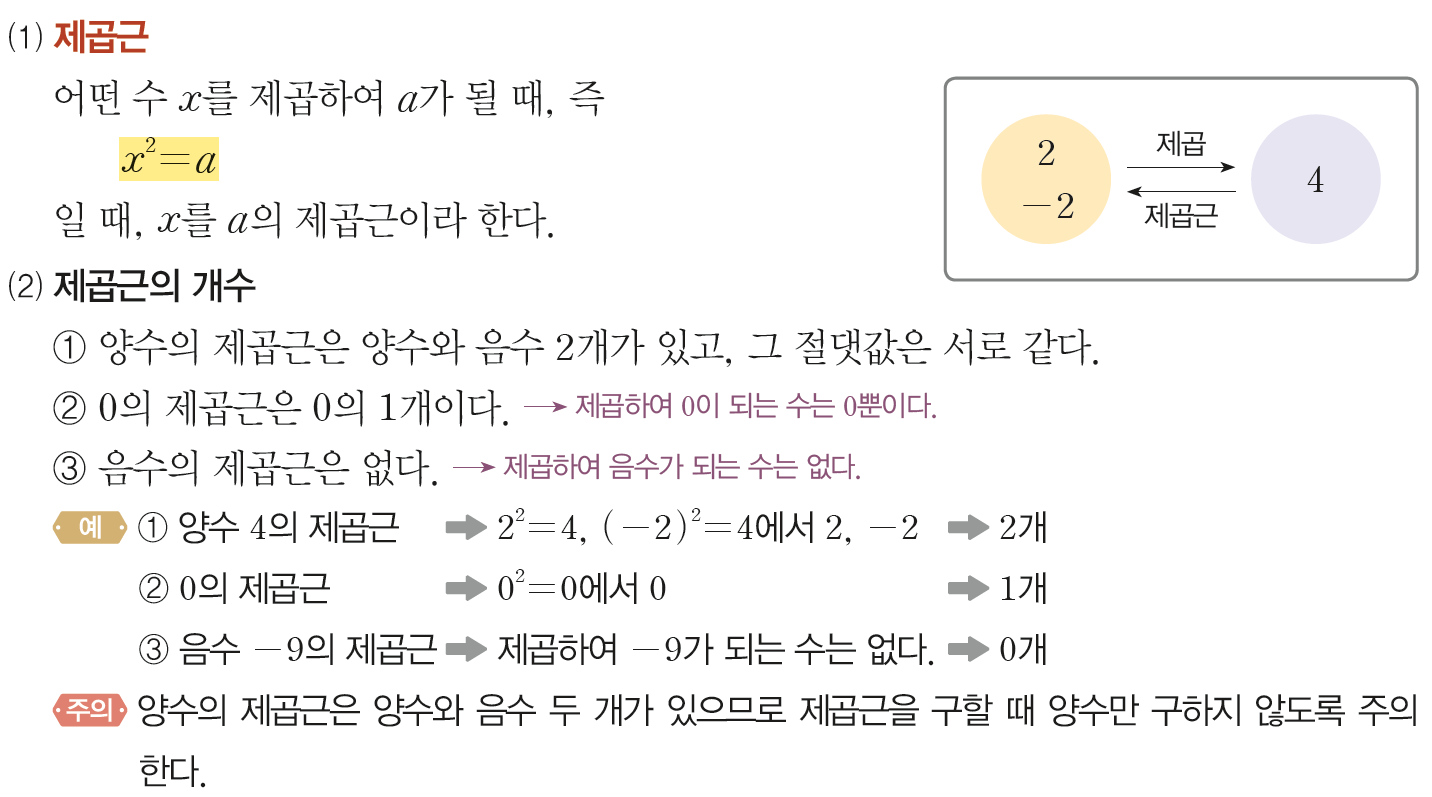 (1) 제곱근
어떤 수 x를 제곱하여 a가 될 때, 즉
x²=a
일 때, x를 a의 제곱근이라 한다.
2
-2
제곱
제곱근
4
(2) 제곱근의 개수
① 양수의 제곱근은 양수와 음수 2개가 있고, 그 절댓값은 서로 같다.
② 0의 제곱근은 0의 1개이다. → 제곱하여 0이 되는 수는 0뿐이다.
③ 음수의 제곱근은 없다. → 제곱하여 음수가 되는 수는 없다.
예 ① 양수 4의 제곱근 ➡ 2²=4, (-2)²=4에서 2, -2 ➡ 2개
② 0의 제곱근 ➡ 0²=0에서 0 ➡ 1개
③ 음수 -9의 제곱근 ➡ 제곱하여 -9가 되는 수는 없다. ➡ 0개
주의 양수의 제곱근은 양수와 음수 두 개가 있으므로 제곱근을 구할 때 양수만 구하지 않도록 주의
한다.